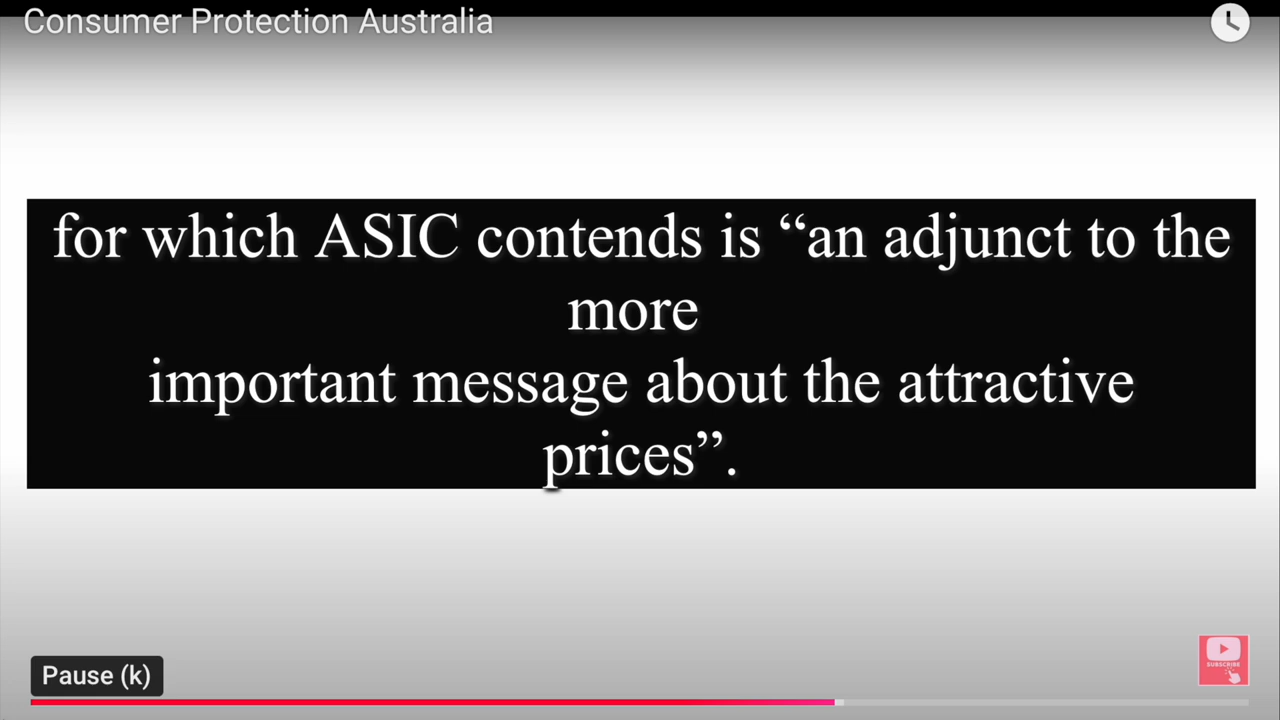 Consumer Protection Australia
for which ASIC contends is “an adjunct to the
more
important message about the attractive
prices”.
SUBSCRIBE
Pause (k)